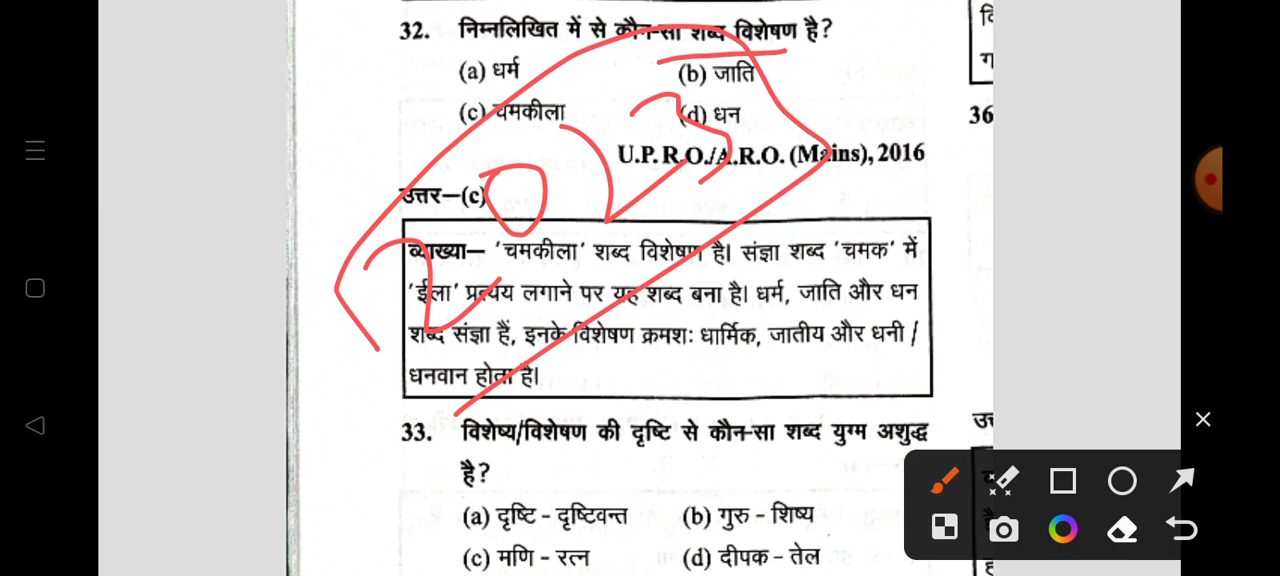 32. निम्नलिखित में से कौन-सा शब्द विशेषण है?
(a) धर्म (b) जाति
(c) चमकीला (d) धन
U.P.R.O./A.R.O. (Mains), 2016
उत्तर—(c)
व्याख्या— 'चमकीला' शब्द विशेषण है। संज्ञा शब्द 'चमक' में
'ईला' प्रत्यय लगाने पर यह शब्द बना है। धर्म, जाति और धन
शब्द संज्ञा हैं, इनके विशेषण क्रमशः धार्मिक, जातीय और धनी /
धनवान होता है।
33. विशेष्य/विशेषण की दृष्टि से कौन-सा शब्द युग्म अशुद्ध
है?
(a) दृष्टि - दृष्टिवन्त (b) गुरु - शिष्य
(c) मणि - रत्न (d) दीपक - तेल
36